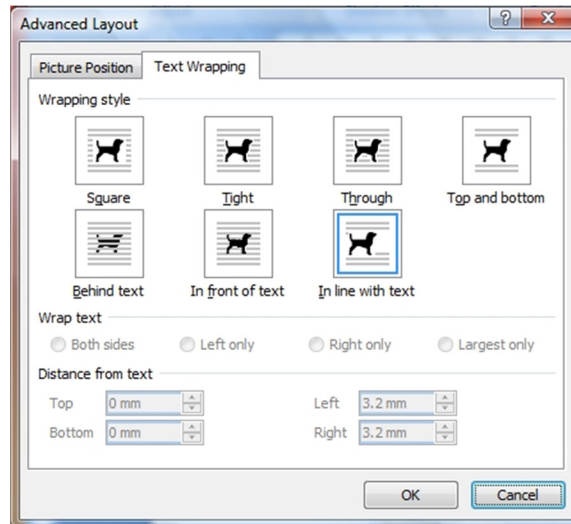 Advanced Layout
Picture Position Text Wrapping
Wrapping style
Square Tight Through Top and bottom
Behind text In front of text In line with text
Wrap text
Both sides Left only Right only Largest only
Distance from text
Top 0 mm Left 3.2 mm
Bottom 0 mm Right 3.2 mm
OK Cancel